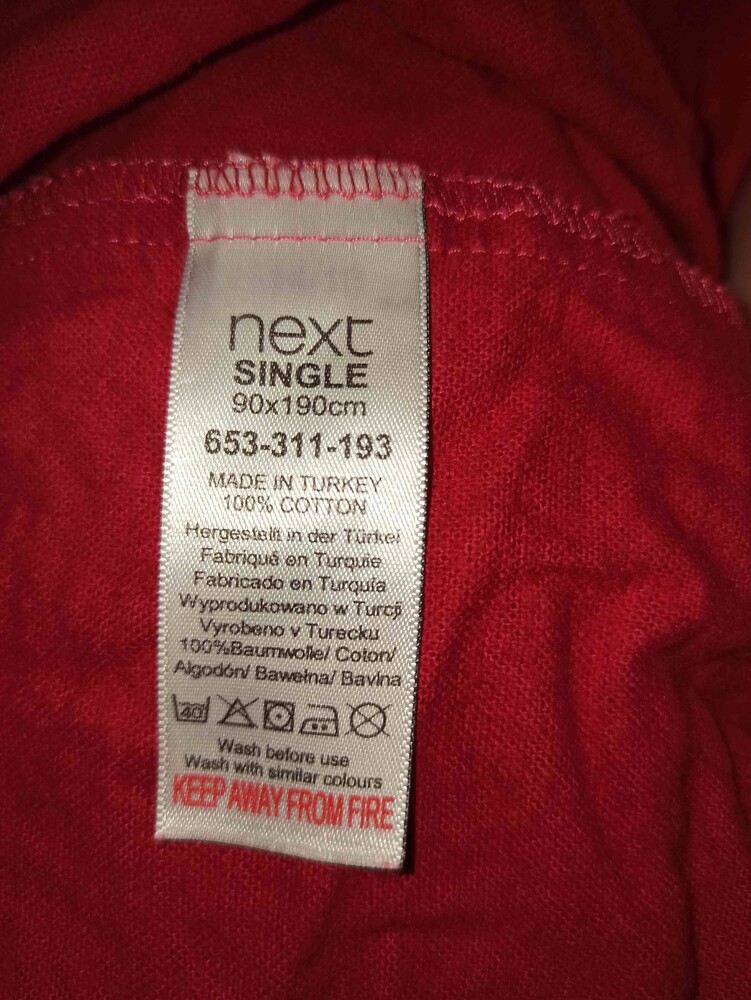 next
SINGLE
90x190cm
653-311-193
MADE IN TURKEY
100% COTTON
Hergestellt in der Türkei
Fabriqué en Turquie
Fabricado en Turquía
Wyprodukowano w Turcji
Vyrobeno v Turecku
100%Baumwolle/ Coton/
Algodón/ Bawełna/ Bavlna
40
Wash before use
Wash with similar colours
KEEP AWAY FROM FIRE